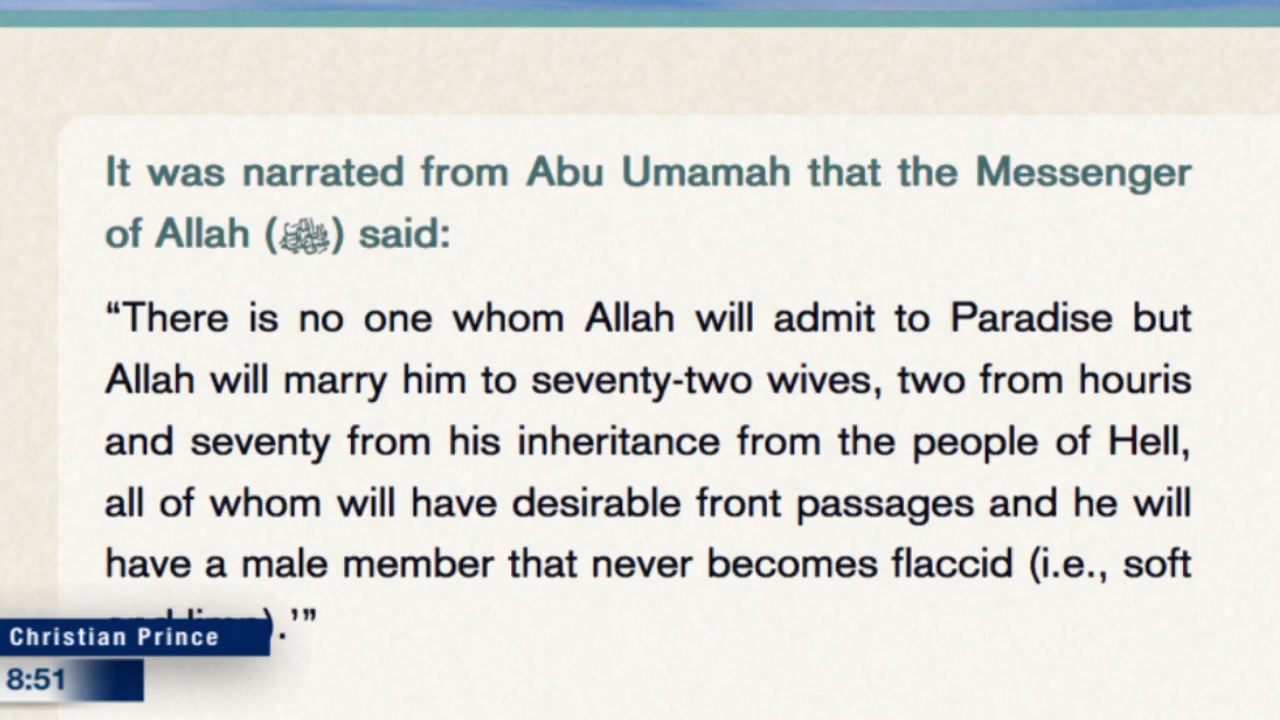 It was narrated from Abu Umamah that the Messenger
of Allah (ﷺ) said:
“There is no one whom Allah will admit to Paradise but
Allah will marry him to seventy-two wives, two from houris
and seventy from his inheritance from the people of Hell,
all of whom will have desirable front passages and he will
have a male member that never becomes flaccid (i.e., soft
).’”
Christian Prince
8:51